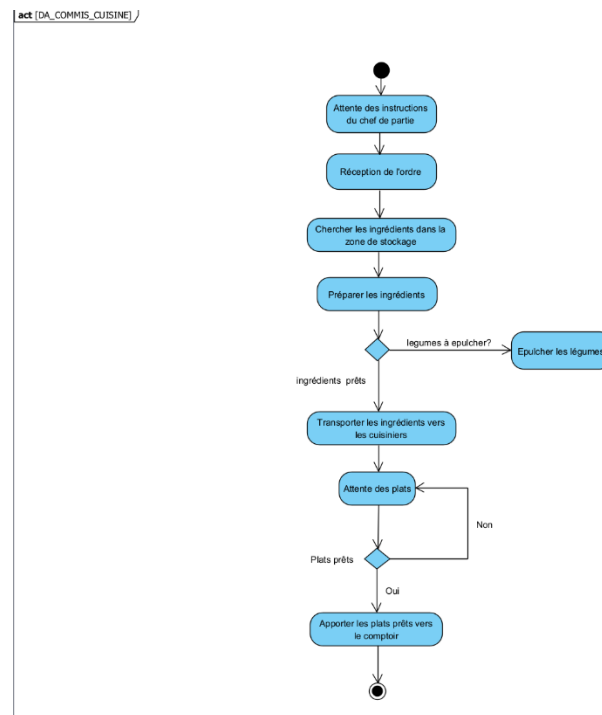 act [DA_COMMIS_CUISINE]
Attente des instructions
du chef de partie
Réception de l'ordre
Chercher les ingrédients dans la
zone de stockage
Préparer les ingrédients
legumes à epulcher?
Epulcher les légumes
ingrédients prêts
Transporter les ingrédients vers
les cuisiniers
Attente des plats
Non
Plats prêts
Oui
Apporter les plats prêts vers
le comptoir